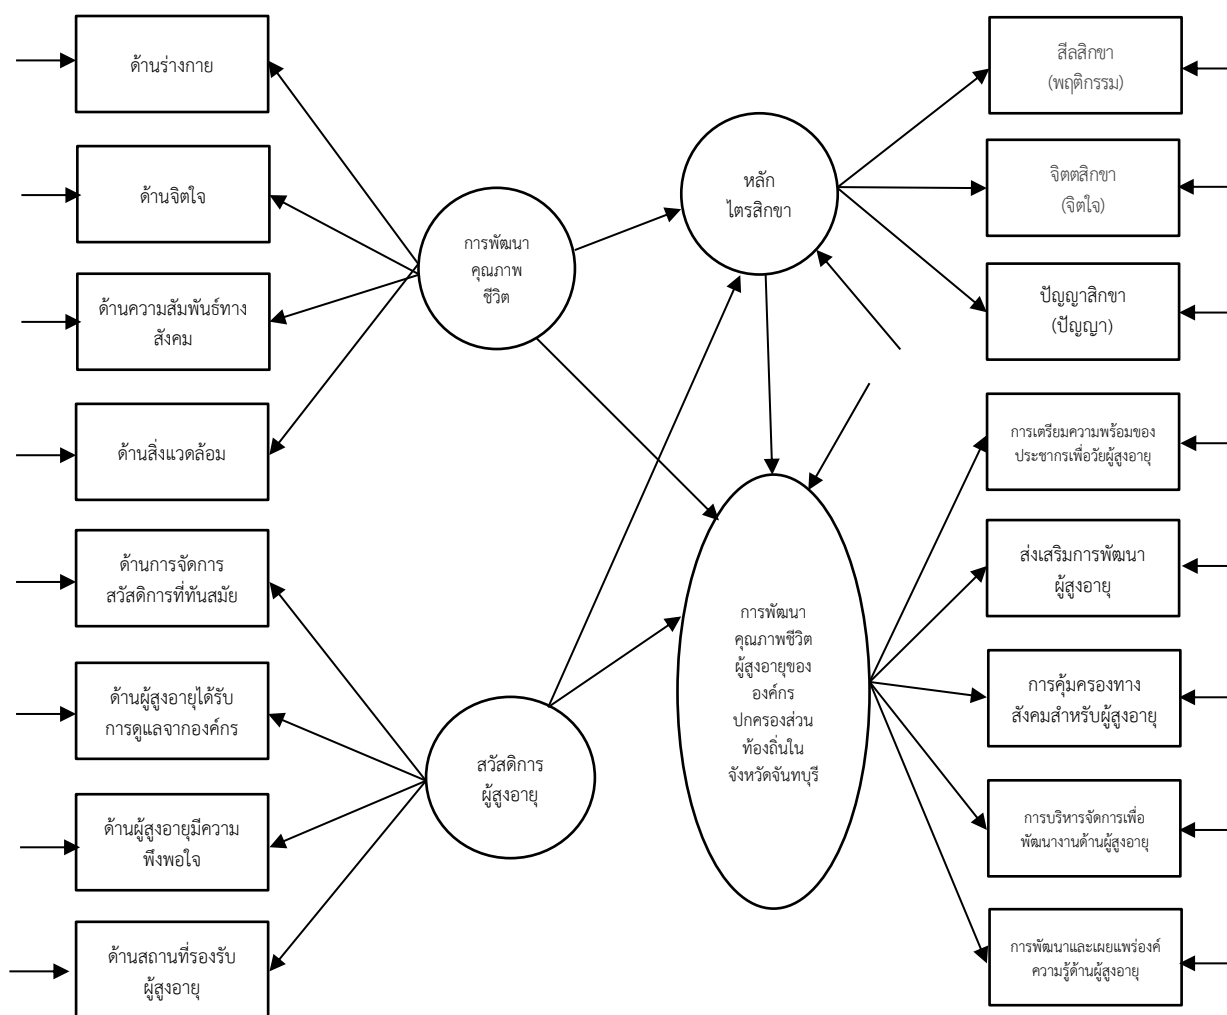 ด้านร่างกาย
ด้านจิตใจ
ด้านความสัมพันธ์ทาง
สังคม
ด้านสิ่งแวดล้อม
ด้านการจัดการ
สวัสดิการที่ทันสมัย
ด้านผู้สูงอายุได้รับ
การดูแลจากองค์กร
ด้านผู้สูงอายุมีความ
พึงพอใจ
ด้านสถานที่รองรับ
ผู้สูงอายุ
การพัฒนา
คุณภาพ
ชีวิต
สวัสดิการ
ผู้สูงอายุ
หลัก
ไตรสิกขา
การพัฒนา
คุณภาพชีวิต
ผู้สูงอายุของ
องค์กร
ปกครองส่วน
ท้องถิ่นใน
จังหวัดจันทบุรี
สีลสิกขา
(พฤติกรรม)
จิตตสิกขา
(จิตใจ)
ปัญญาสิกขา
(ปัญญา)
การเตรียมความพร้อมของ
ประชากรเพื่อวัยผู้สูงอายุ
ส่งเสริมการพัฒนา
ผู้สูงอายุ
การคุ้มครองทาง
สังคมสำหรับผู้สูงอายุ
การบริหารจัดการเพื่อ
พัฒนางานด้านผู้สูงอายุ
การพัฒนาและเผยแพร่องค์
ความรู้ด้านผู้สูงอายุ